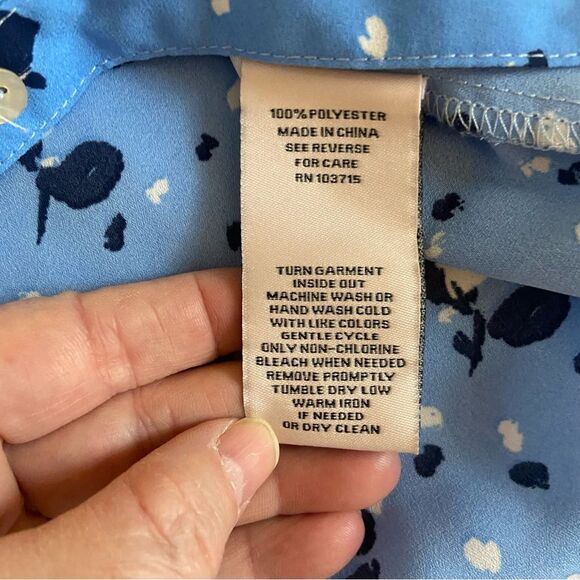 100% POLYESTER
MADE IN CHINA
SEE REVERSE
FOR CARE
RN 103715
TURN GARMENT
INSIDE OUT
MACHINE WASH OR
HAND WASH COLD
WITH LIKE COLORS
GENTLE CYCLE
ONLY NON-CHLORINE
BLEACH WHEN NEEDED
REMOVE PROMPTLY
TUMBLE DRY LOW
WARM IRON
IF NEEDED
OR DRY CLEAN